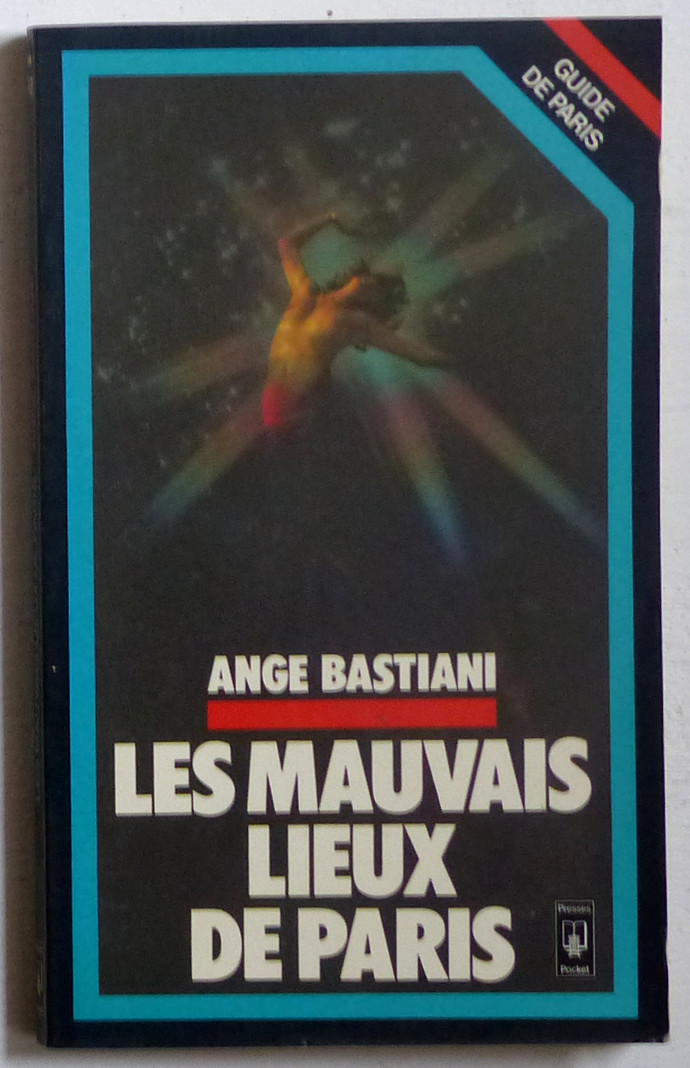 GUIDE
DE PARIS
ANGE BASTIANI
LES MAUVAIS
LIEUX
DE PARIS
Presses
Pocket